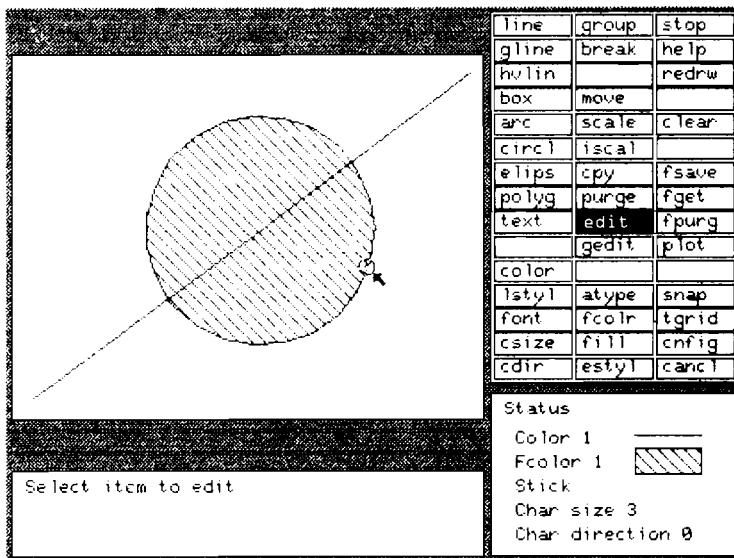 line group stop
gline break help
hvlin redrw
box move
arc scale clear
circl iscal
elips cpy fsave
polyg purge fget
text edit fpurg
gedit plot
color
lstyl atype snap
font fcolr tgrid
csize fill cnfig
cdir estyl cancl
Status
Color 1
Fcolor 1
Stick
Char size 3
Char direction 0
Select item to edit